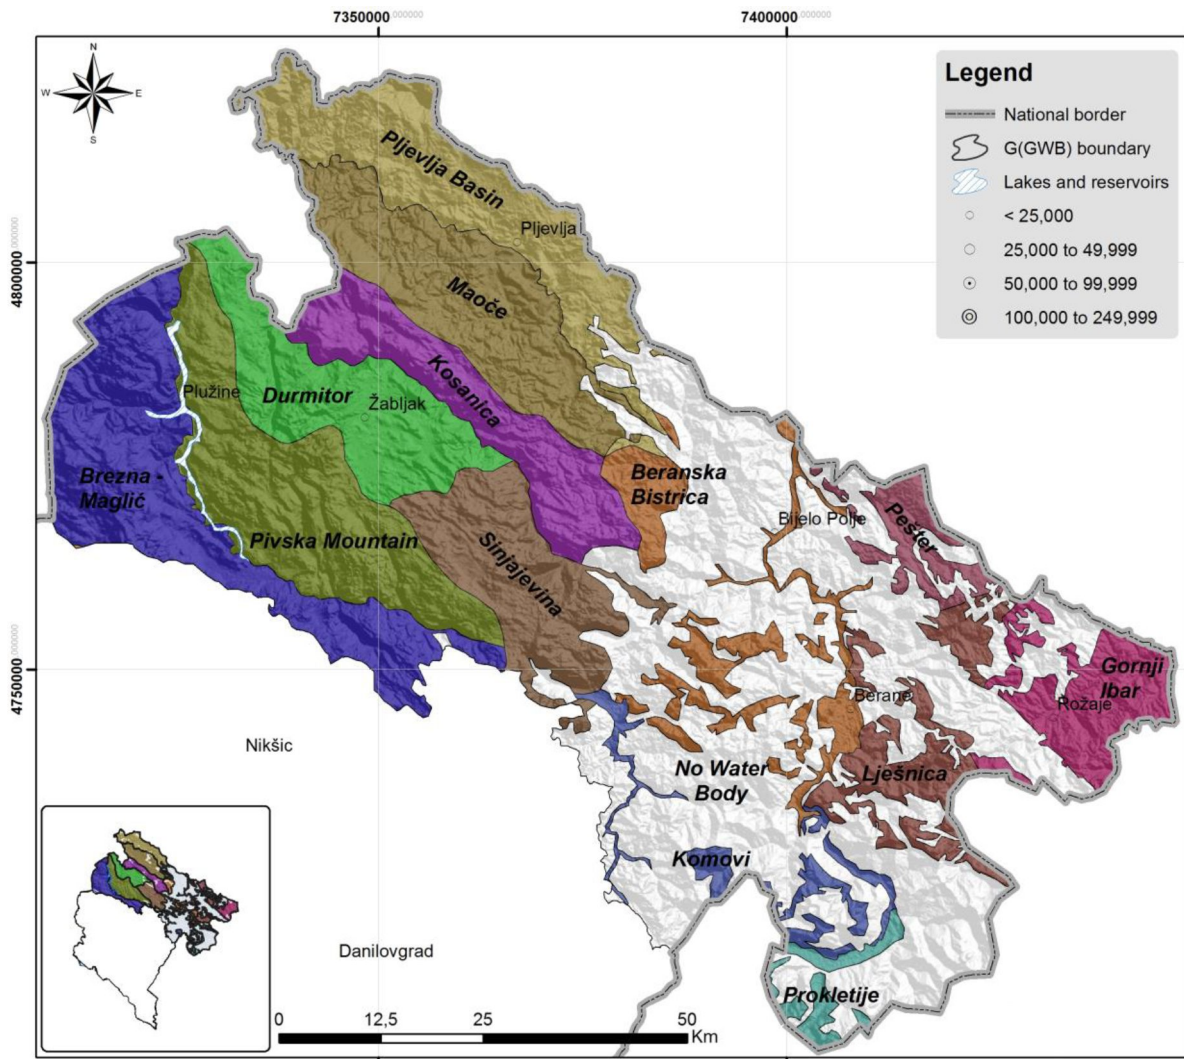 7350000,000000
7400000,000000
N
W
E
S
Legend
National border
G(GWB) boundary
Lakes and reservoirs
< 25,000
25,000 to 49,999
50,000 to 99,999
100,000 to 249,999
4800000,000000
4750000,000000
Pljevlja Basin
Pljevlja
Maoče
Kosanica
Plužine
Durmitor
Žabljak
Brezna -
Maglić
Beranska
Bistrica
Pivska Mountain
Sinjajevina
Bijelo Polje
Pešter
Gornji
Ibar
Rožaje
Berane
Nikšic
No Water
Body
Lješnica
Komovi
Danilovgrad
Prokletije
0
12,5
25
50
Km